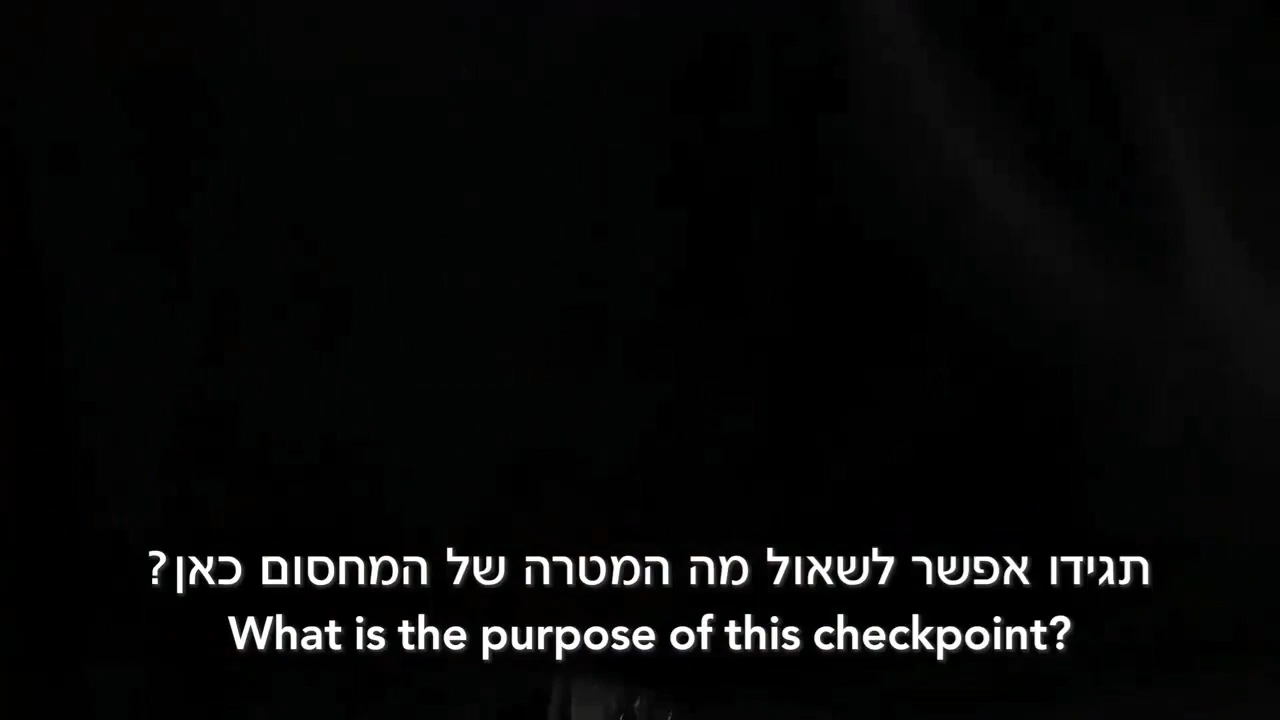 תגידו אפשר לשאול מה המטרה של המחסום כאן?
What is the purpose of this checkpoint?